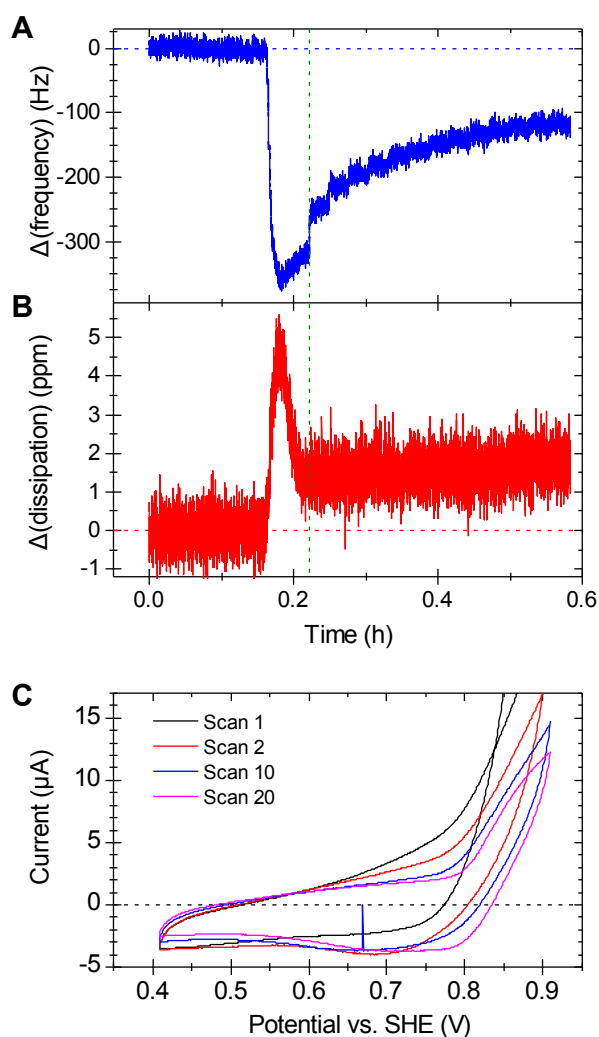 A
Δ(frequency) (Hz)
0
-100
-200
-300
B
Δ(dissipation) (ppm)
5
4
3
2
1
0
-1
0.0 0.2 0.4 0.6
Time (h)
C
Current (µA)
15
10
5
0
-5
Scan 1
Scan 2
Scan 10
Scan 20
0.4 0.5 0.6 0.7 0.8 0.9
Potential vs. SHE (V)